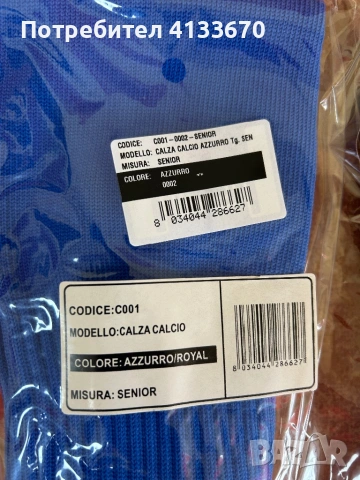 Потребител 4133670
CODICE: C001-0002-SENIOR
MODELLO: CALZA CALCIO AZZURRO Tg. SEN
MISURA: SENIOR
COLORE: AZZURRO --
0002
8 034044 286627
CODICE:C001
MODELLO:CALZA CALCIO
COLORE: AZZURRO/ROYAL
MISURA: SENIOR
8 034044 286627
BAZAR